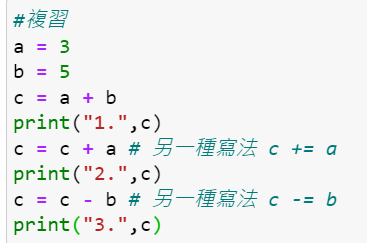 #複習
a = 3
b = 5
c = a + b
print("1.",c)
c = c + a # 另一種寫法 c += a
print("2.",c)
c = c - b # 另一種寫法 c -= b
print("3.",c)